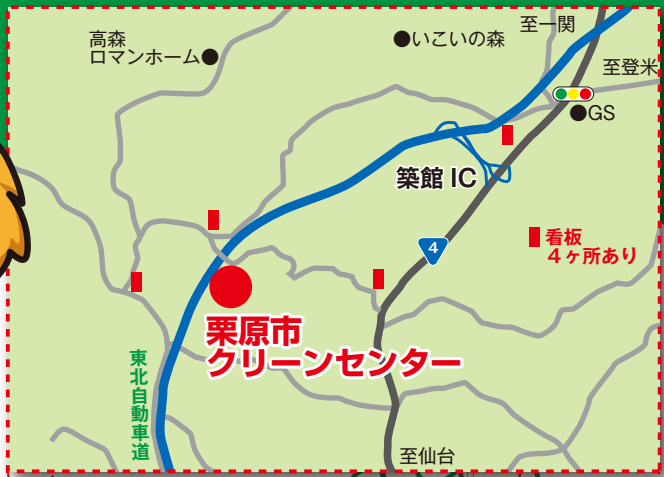 至一関
高森
ロマンホーム
いこいの森
至登米
GS
築館 IC
4
看板
4ヶ所あり
栗原市
クリーンセンター
東北自動車道
至仙台